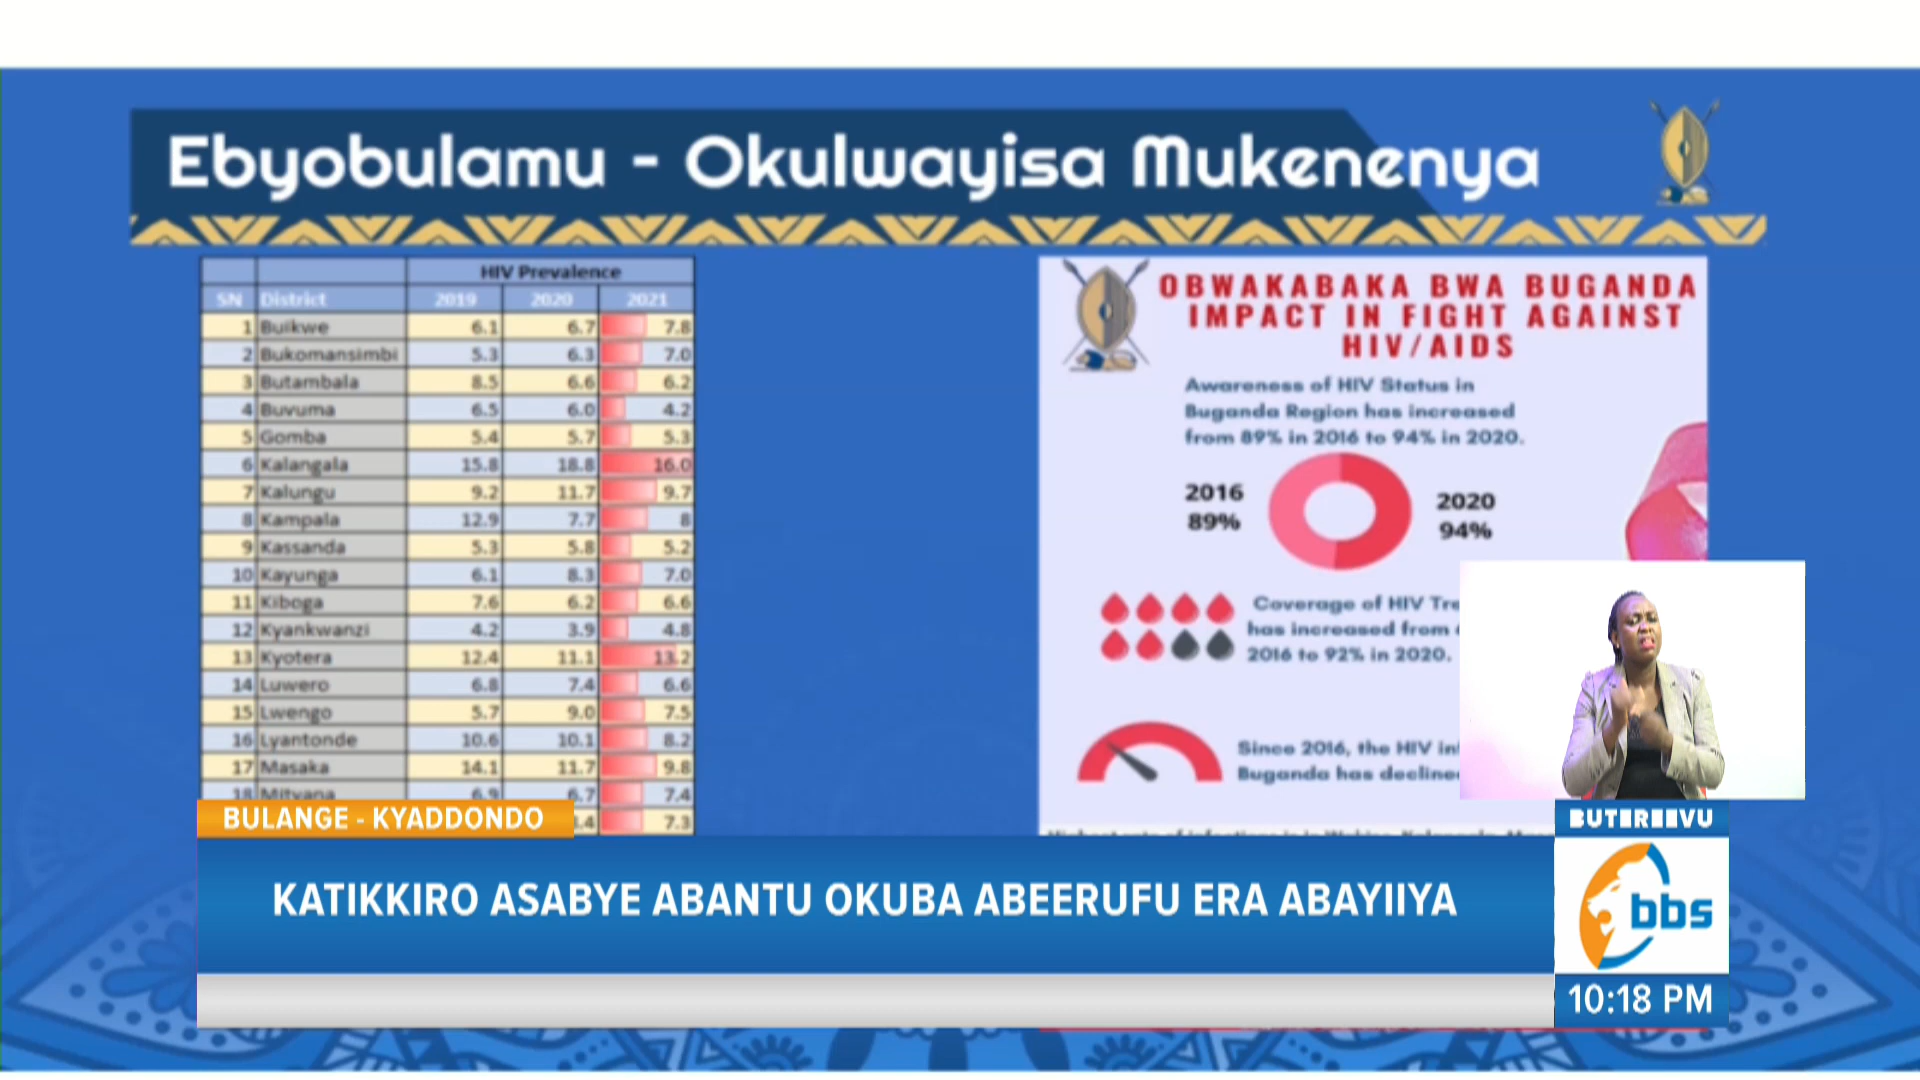 Ebyobulamu - Okulwayisa Mukenenya
HIV Prevalence
SN District 2019 2020 2021
1 Buikwe 6.1 6.7 7.8
2 Bukomansimbi 5.3 6.3 7.0
3 Butambala 8.5 6.6 6.2
4 Buvuma 6.5 6.0 4.2
5 Gomba 5.4 5.7 5.3
6 Kalangala 15.8 18.8 16.0
7 Kalungu 9.2 11.7 9.7
8 Kampala 12.9 7.7 8
9 Kassanda 5.3 5.8 5.2
10 Kayunga 6.1 8.3 7.0
11 Kiboga 7.6 6.2 6.6
12 Kyankwanzi 4.2 3.9 4.8
13 Kyotera 12.4 11.1 13.2
14 Luwero 6.8 7.4 6.6
15 Lwengo 5.7 9.0 7.5
16 Lyantonde 10.6 10.1 8.2
17 Masaka 14.1 11.7 9.8
18 Mityana 6.9 6.7 7.4
7.3
OBWAKABAKA BWA BUGANDA
IMPACT IN FIGHT AGAINST
HIV/AIDS
Awareness of HIV Status in
Buganda Region has increased
from 89% in 2016 to 94% in 2020.
2016
89%
2020
94%
Coverage of HIV
has increased from
2016 to 92% in 2020.
Since 2016, the HIV
Buganda has
BULANGE - KYADDONDO
KATIKKIRO ASABYE ABANTU OKUBA ABEERUFU ERA ABAYIIYA
BUTEREEVU
bbs
10:18 PM